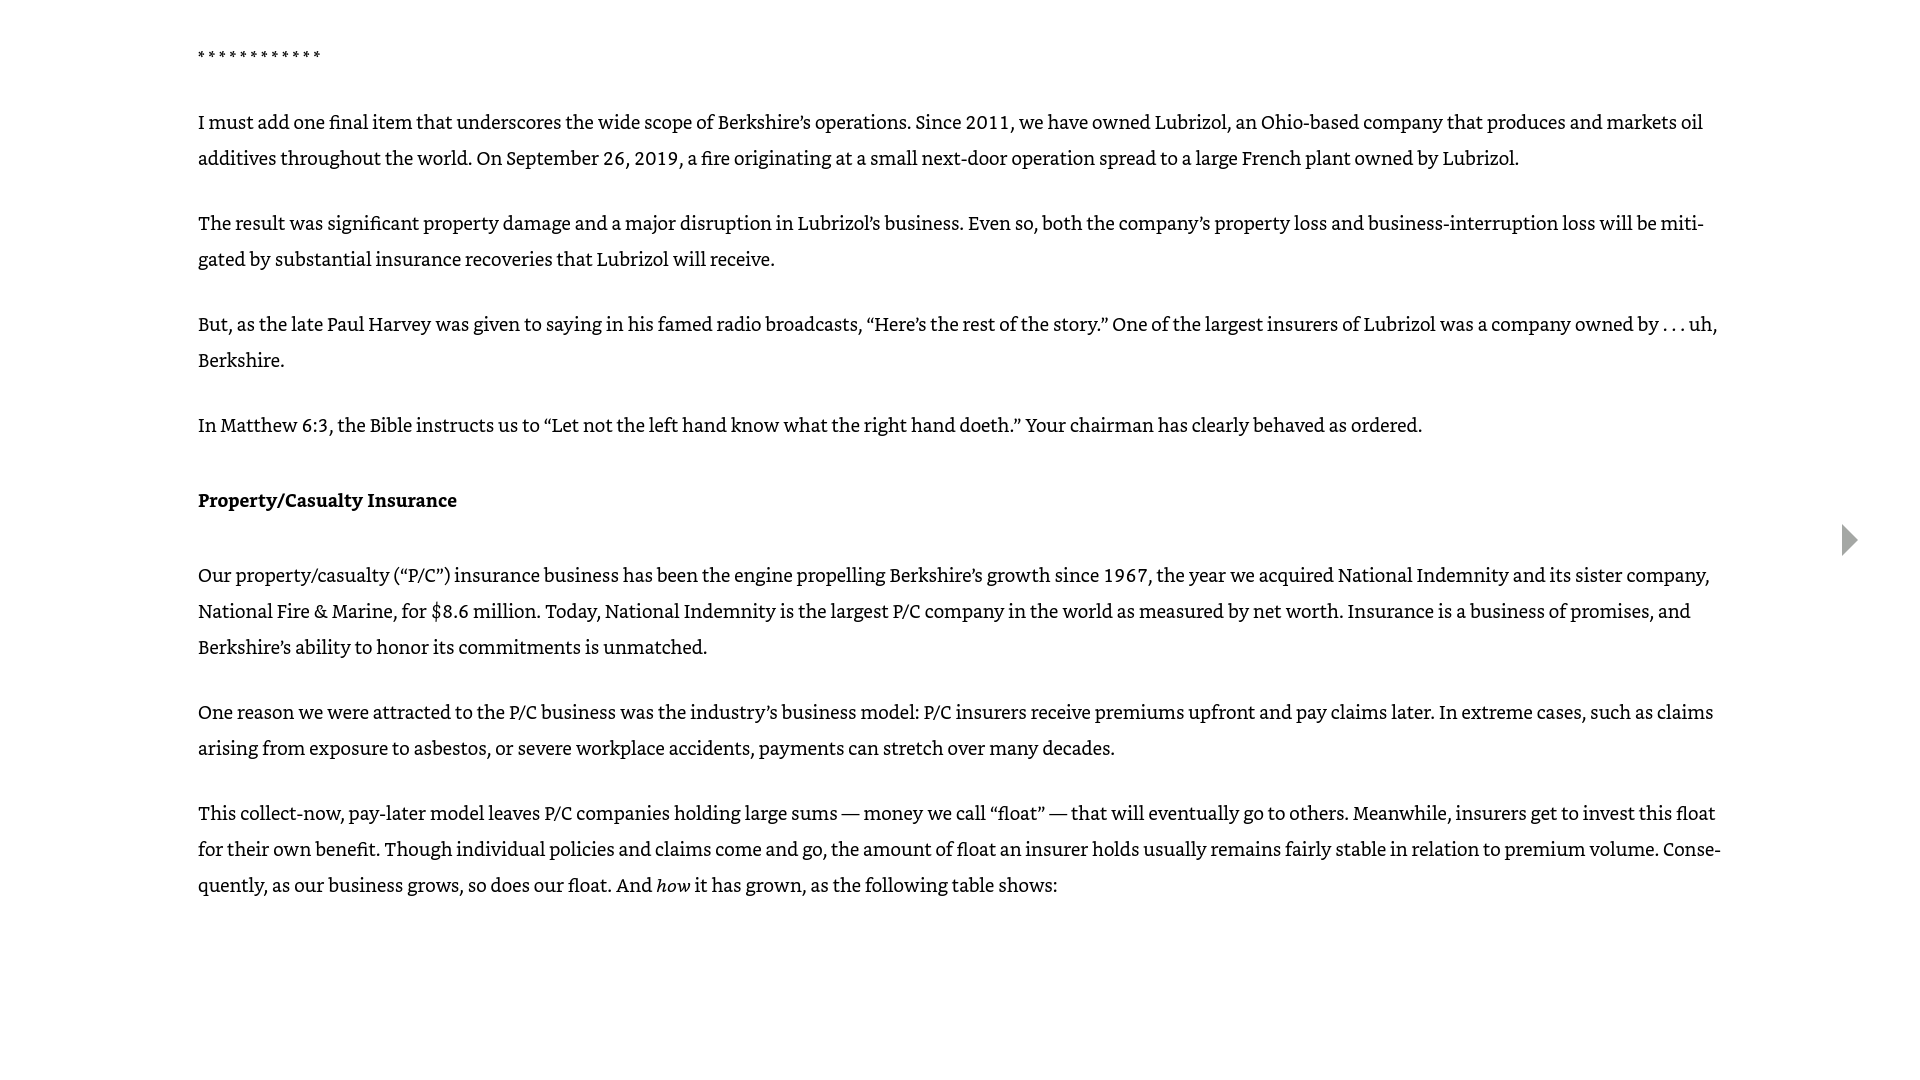 ************
I must add one final item that underscores the wide scope of Berkshire’s operations. Since 2011, we have owned Lubrizol, an Ohio-based company that produces and markets oil
additives throughout the world. On September 26, 2019, a fire originating at a small next-door operation spread to a large French plant owned by Lubrizol.
The result was significant property damage and a major disruption in Lubrizol’s business. Even so, both the company’s property loss and business-interruption loss will be miti-
gated by substantial insurance recoveries that Lubrizol will receive.
But, as the late Paul Harvey was given to saying in his famed radio broadcasts, “Here’s the rest of the story.” One of the largest insurers of Lubrizol was a company owned by . . . uh,
Berkshire.
In Matthew 6:3, the Bible instructs us to “Let not the left hand know what the right hand doeth.” Your chairman has clearly behaved as ordered.
Property/Casualty Insurance
Our property/casualty (“P/C”) insurance business has been the engine propelling Berkshire’s growth since 1967, the year we acquired National Indemnity and its sister company,
National Fire & Marine, for $8.6 million. Today, National Indemnity is the largest P/C company in the world as measured by net worth. Insurance is a business of promises, and
Berkshire’s ability to honor its commitments is unmatched.
One reason we were attracted to the P/C business was the industry’s business model: P/C insurers receive premiums upfront and pay claims later. In extreme cases, such as claims
arising from exposure to asbestos, or severe workplace accidents, payments can stretch over many decades.
This collect-now, pay-later model leaves P/C companies holding large sums — money we call “float” — that will eventually go to others. Meanwhile, insurers get to invest this float
for their own benefit. Though individual policies and claims come and go, the amount of float an insurer holds usually remains fairly stable in relation to premium volume. Conse-
quently, as our business grows, so does our float. And how it has grown, as the following table shows: